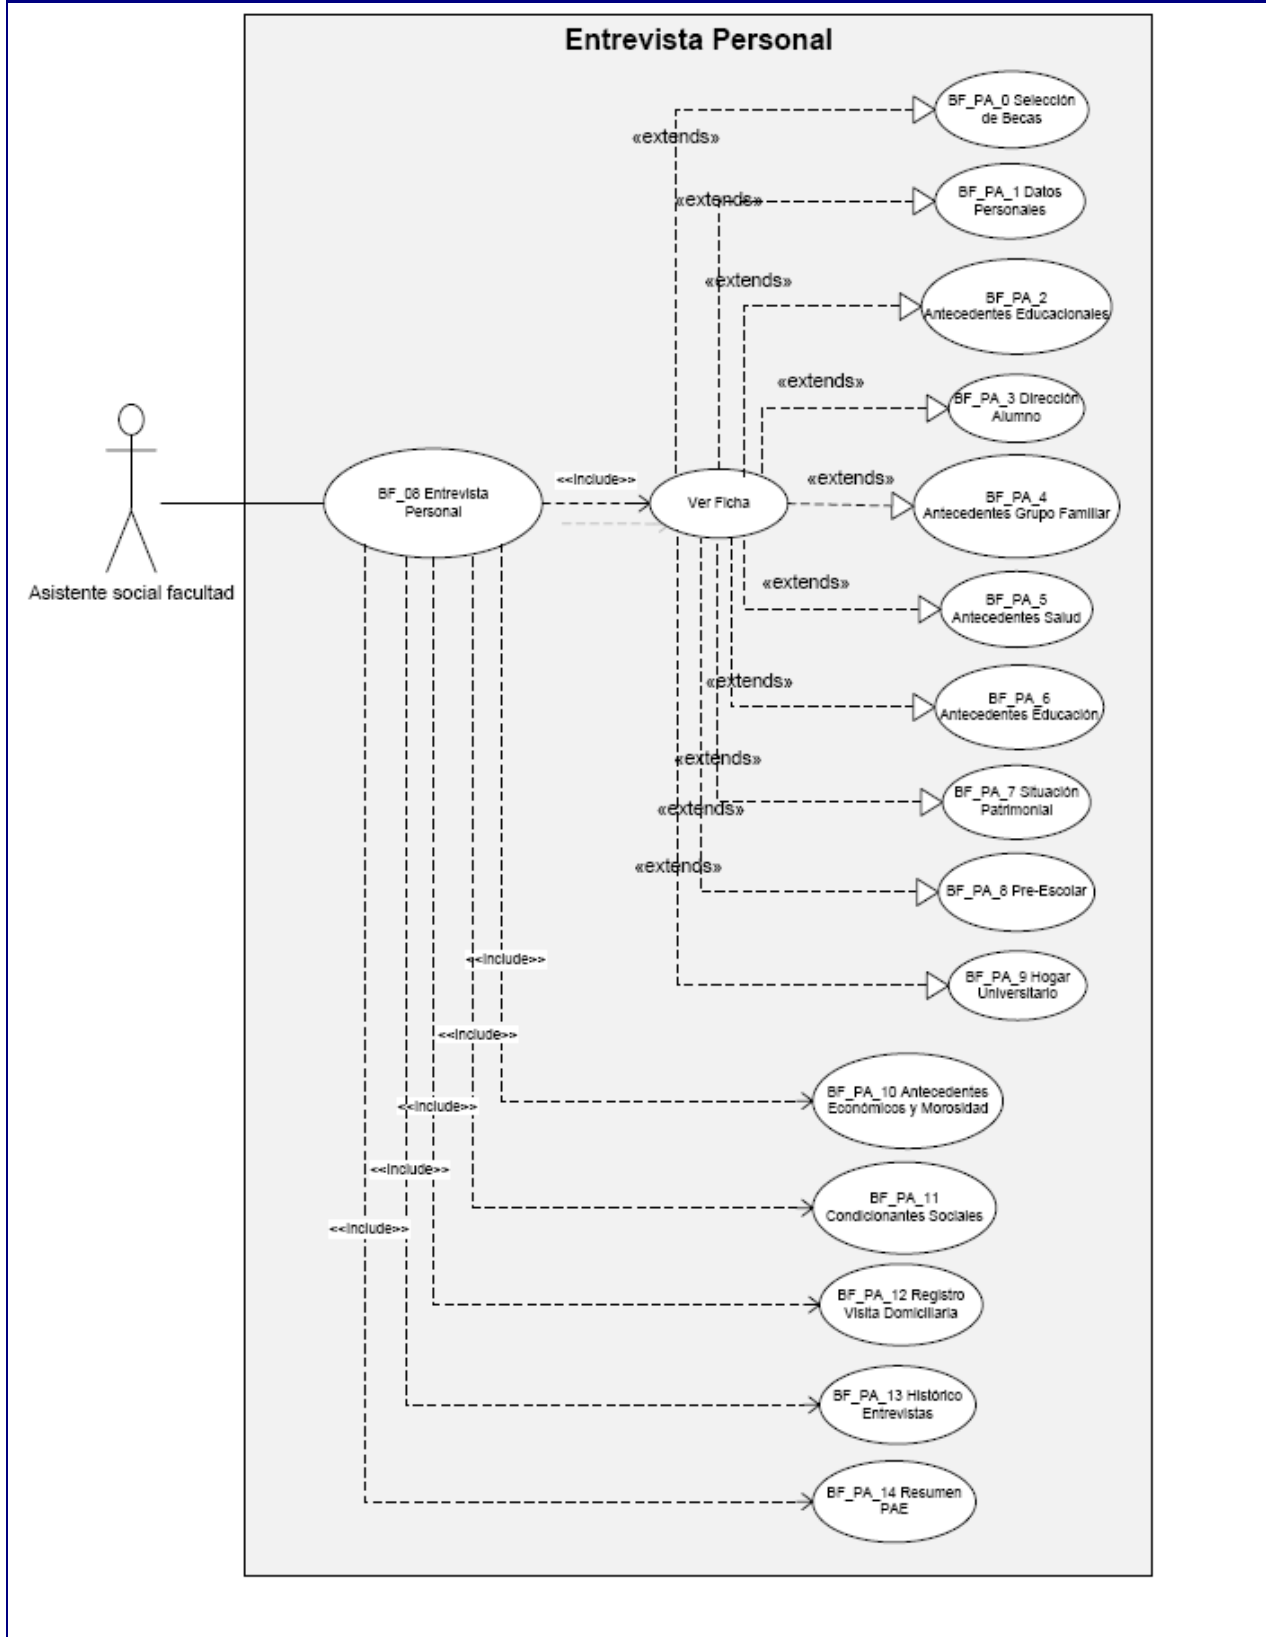 Entrevista Personal
BF_PA_0 Selección
de Becas
«extends»
BF_PA_1 Datos
Personales
«extends»
BF_PA_2
Antecedentes Educacionales
«extends»
BF_PA_3 Dirección
Alumno
«extends»
BF_PA_4
Antecedentes Grupo Familiar
«extends»
Asistente social facultad
BF_08 Entrevista
Personal
<<Include>>
Ver Ficha
BF_PA_5
Antecedentes Salud
«extends»
BF_PA_6
Antecedentes Educación
«extends»
BF_PA_7 Situación
Patrimonial
«extends»
«extends»
BF_PA_8 Pre-Escolar
«extends»
BF_PA_9 Hogar
Universitario
<<Include>>
<<Include>>
BF_PA_10 Antecedentes
Económicos y Morosidad
<<Include>>
<<Include>>
BF_PA_11
Condicionantes Sociales
<<Include>>
BF_PA_12 Registro
Visita Domiciliaria
BF_PA_13 Histórico
Entrevistas
BF_PA_14 Resumen
PAE